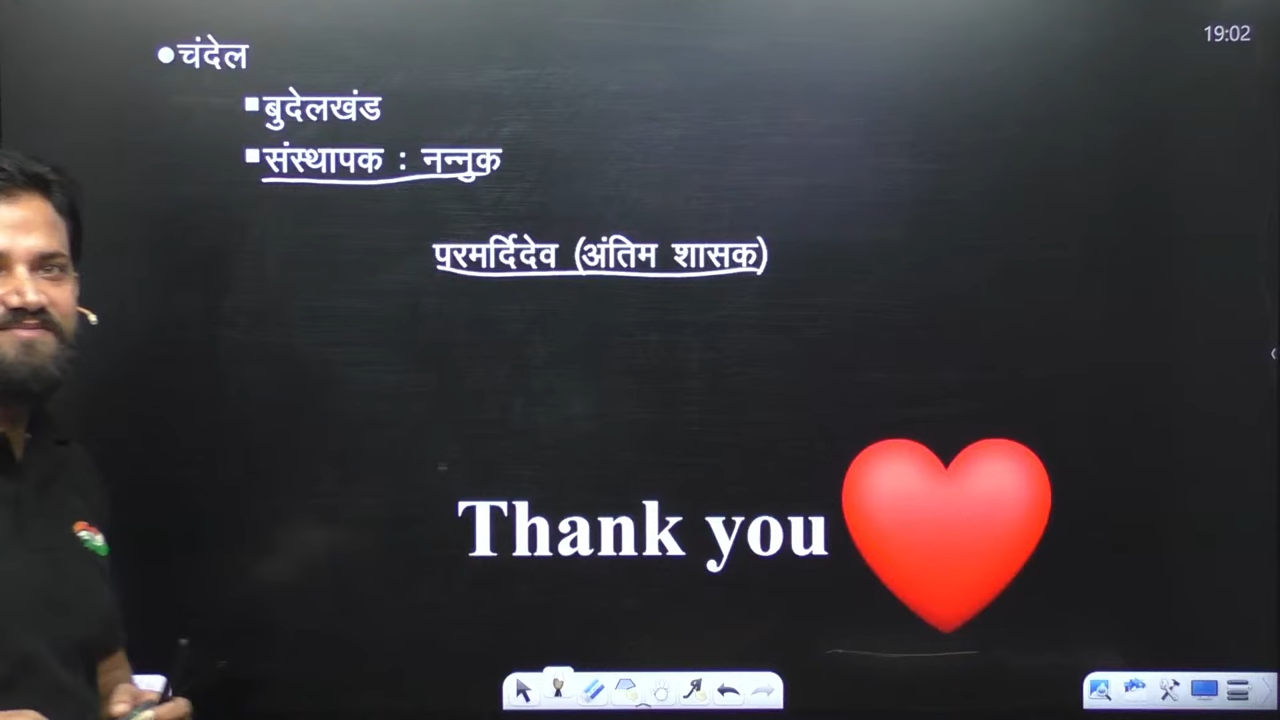 19:02
●चंदेल
▪बुदेलखंड
▪संस्थापक : नन्नुक
परमर्दिदेव (अंतिम शासक)
Thank you